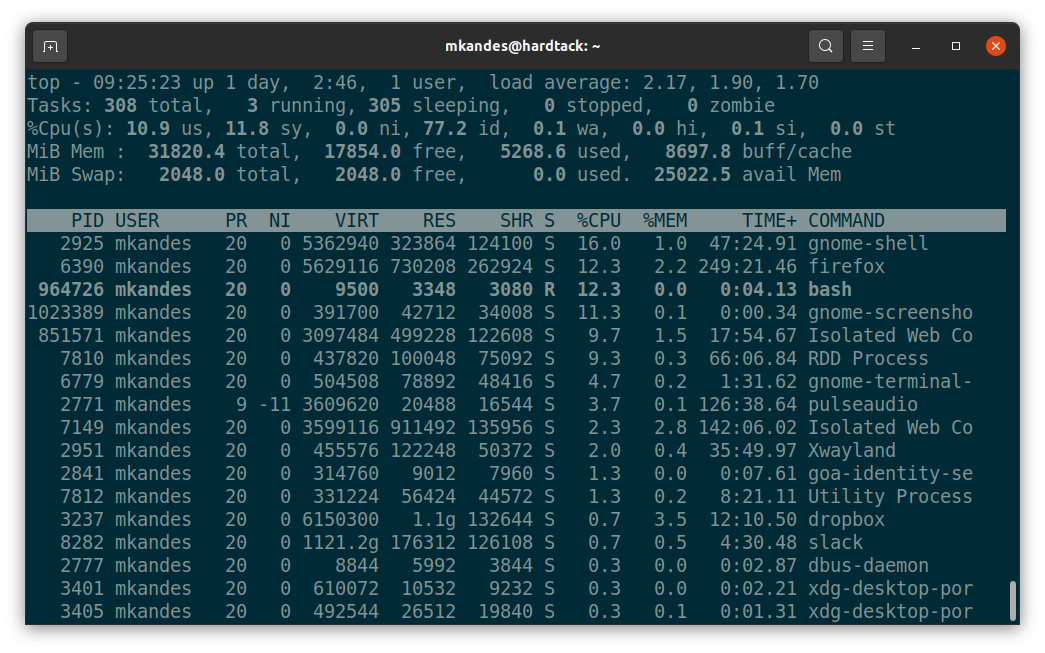 mkandes@hardtack: ~
top - 09:25:23 up 1 day,  2:46,  1 user,  load average: 2.17, 1.90, 1.70
Tasks: 308 total,   3 running, 305 sleeping,   0 stopped,   0 zombie
%Cpu(s): 10.9 us, 11.8 sy,  0.0 ni, 77.2 id,  0.1 wa,  0.0 hi,  0.1 si,  0.0 st
MiB Mem :  31820.4 total,  17854.0 free,   5268.6 used,   8697.8 buff/cache
MiB Swap:   2048.0 total,   2048.0 free,      0.0 used.  25022.5 avail Mem
    PID USER      PR  NI    VIRT    RES    SHR S  %CPU  %MEM     TIME+ COMMAND
   2925 mkandes   20   0 5362940 323864 124100 S  16.0   1.0  47:24.91 gnome-shell
   6390 mkandes   20   0 5629116 730208 262924 S  12.3   2.2 249:21.46 firefox
 964726 mkandes   20   0    9500   3348   3080 R  12.3   0.0   0:04.13 bash
1023389 mkandes   20   0  391700  42712  34008 S  11.3   0.1   0:00.34 gnome-screensho
 851571 mkandes   20   0 3097484 499228 122608 S   9.7   1.5  17:54.67 Isolated Web Co
   7810 mkandes   20   0  437820 100048  75092 S   9.3   0.3  66:06.84 RDD Process
   6779 mkandes   20   0  504508  78892  48416 S   4.7   0.2   1:31.62 gnome-terminal-
   2771 mkandes    9 -11 3609620  20488  16544 S   3.7   0.1 126:38.64 pulseaudio
   7149 mkandes   20   0 3599116 911492 135956 S   2.3   2.8 142:06.02 Isolated Web Co
   2951 mkandes   20   0  455576 122248  50372 S   2.0   0.4  35:49.97 Xwayland
   2841 mkandes   20   0  314760   9012   7960 S   1.3   0.0   0:07.61 goa-identity-se
   7812 mkandes   20   0  331224  56424  44572 S   1.3   0.2   8:21.11 Utility Process
   3237 mkandes   20   0 6150300   1.1g 132644 S   0.7   3.5  12:10.50 dropbox
   8282 mkandes   20   0 1121.2g 176312 126108 S   0.7   0.5   4:30.48 slack
   2777 mkandes   20   0    8844   5992   3844 S   0.3   0.0   0:02.87 dbus-daemon
   3401 mkandes   20   0  610072  10532   9232 S   0.3   0.0   0:02.21 xdg-desktop-por
   3405 mkandes   20   0  492544  26512  19840 S   0.3   0.1   0:01.31 xdg-desktop-por